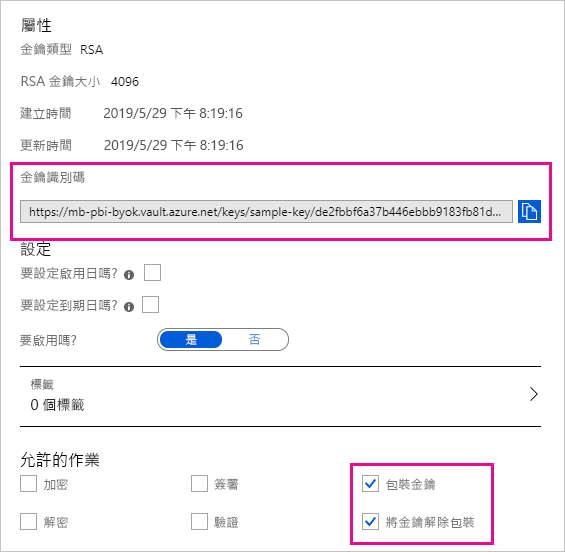 屬性
金鑰類型 RSA
RSA 金鑰大小 4096
建立時間 2019/5/29 下午 8:19:16
更新時間 2019/5/29 下午 8:19:16
金鑰識別碼
https://mb-pbi-byok.vault.azure.net/keys/sample-key/de2fbbf6a37b446ebbb9183fb81d...
設定
要設定啟用日嗎?
要設定到期日嗎?
要啟用嗎? 是 否
標籤
0 個標籤
允許的作業
加密 簽署 包裝金鑰
解密 驗證 將金鑰解除包裝